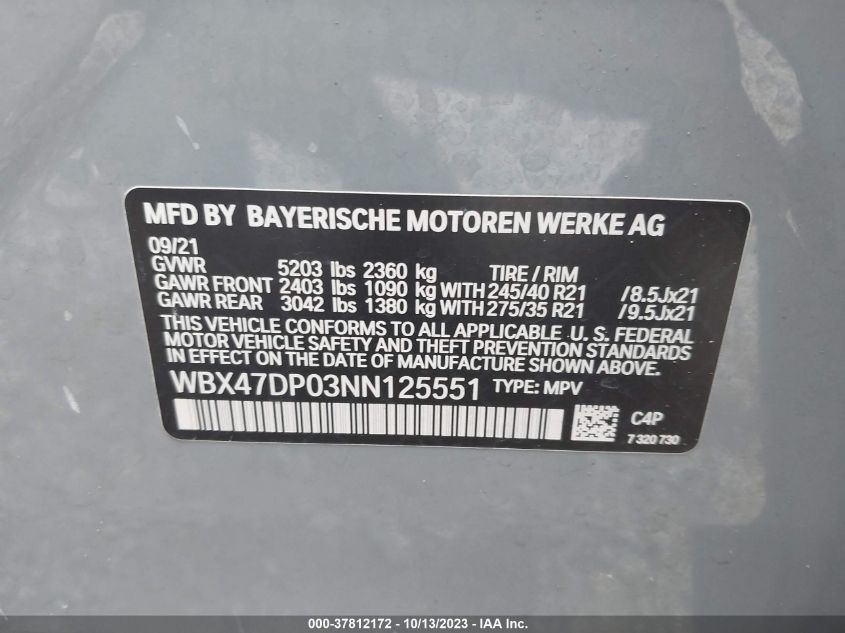 MFD BY BAYERISCHE MOTOREN WERKE AG
09/21
GVWR 5203 lbs 2360 kg TIRE / RIM
GAWR FRONT 2403 lbs 1090 kg WITH 245/40 R21 /8.5Jx21
GAWR REAR 3042 lbs 1380 kg WITH 275/35 R21 /9.5Jx21
THIS VEHICLE CONFORMS TO ALL APPLICABLE U. S. FEDERAL
MOTOR VEHICLE SAFETY AND THEFT PREVENTION STANDARDS
IN EFFECT ON THE DATE OF MANUFACTURE SHOWN ABOVE.
WBX47DP03NN125551 TYPE: MPV
C4P
7 320 730
000-37812172 - 10/13/2023 - IAA Inc.